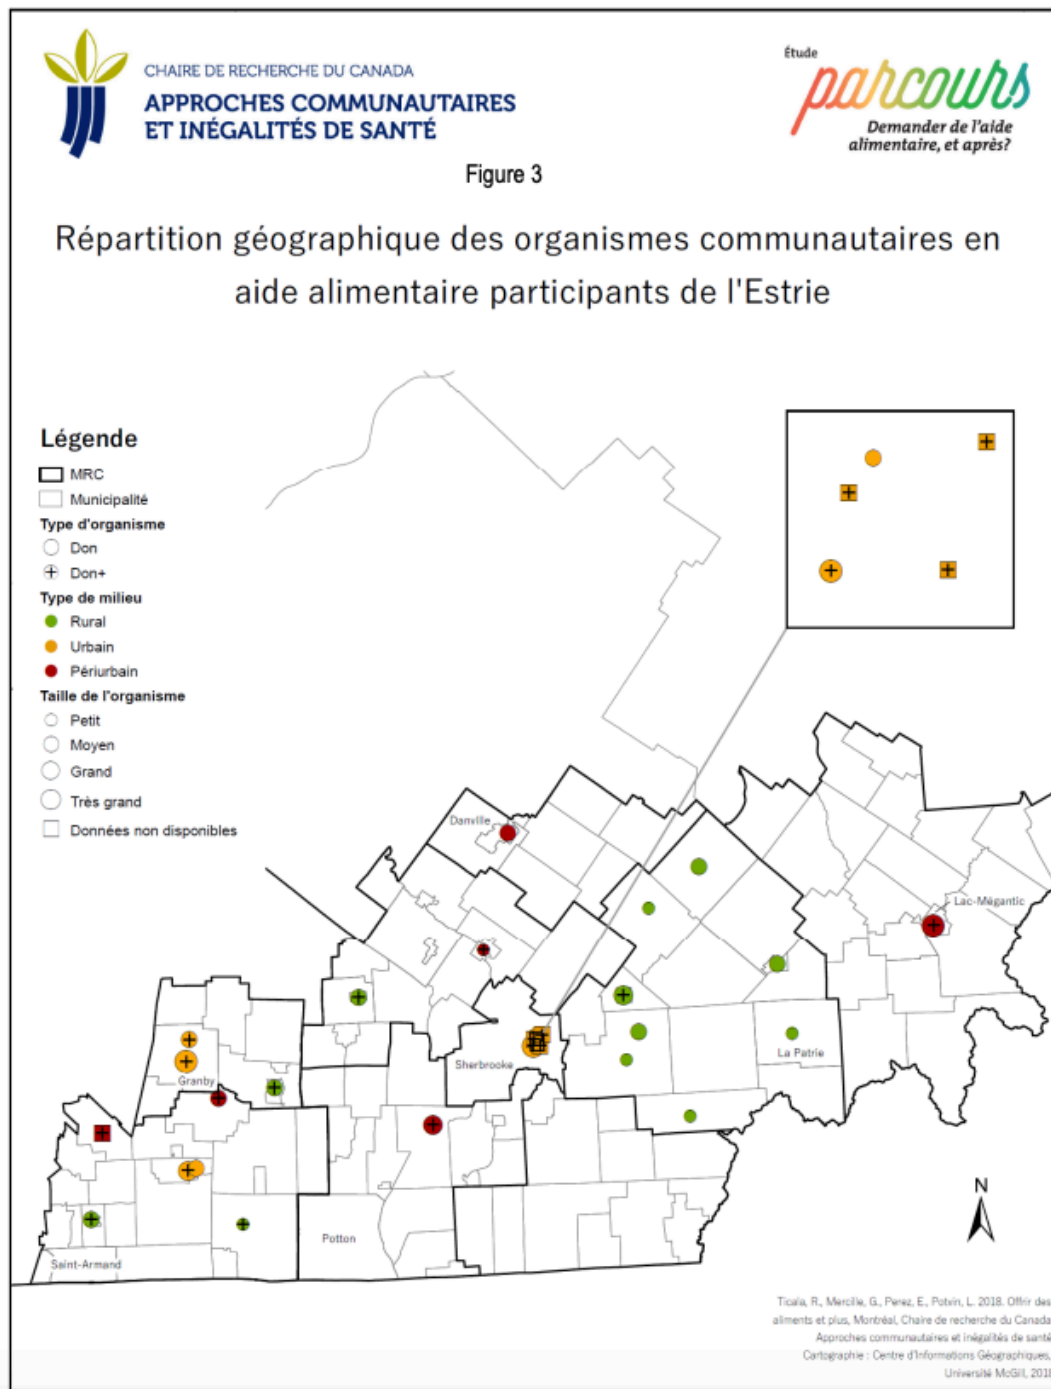 CHAIRE DE RECHERCHE DU CANADA
APPROCHES COMMUNAUTAIRES
ET INÉGALITÉS DE SANTÉ
Étude
parcours
Demander de l'aide
alimentaire, et après?
Figure 3
Répartition géographique des organismes communautaires en
aide alimentaire participants de l'Estrie
Légende
MRC
Municipalité
Type d'organisme
Don
Don+
Type de milieu
Rural
Urbain
Périurbain
Taille de l'organisme
Petit
Moyen
Grand
Très grand
Données non disponibles
Danville
Lac-Mégantic
Sherbrooke
La Patrie
Granby
Potton
Saint-Armand
N
Ticala, R., Mercille, G., Perez, E., Potvin, L. 2018. Offrir des
aliments et plus, Montréal, Chaire de recherche du Canada
Approches communautaires et inégalités de santé
Cartographie : Centre d'Informations Géographiques,
Université McGill, 2018